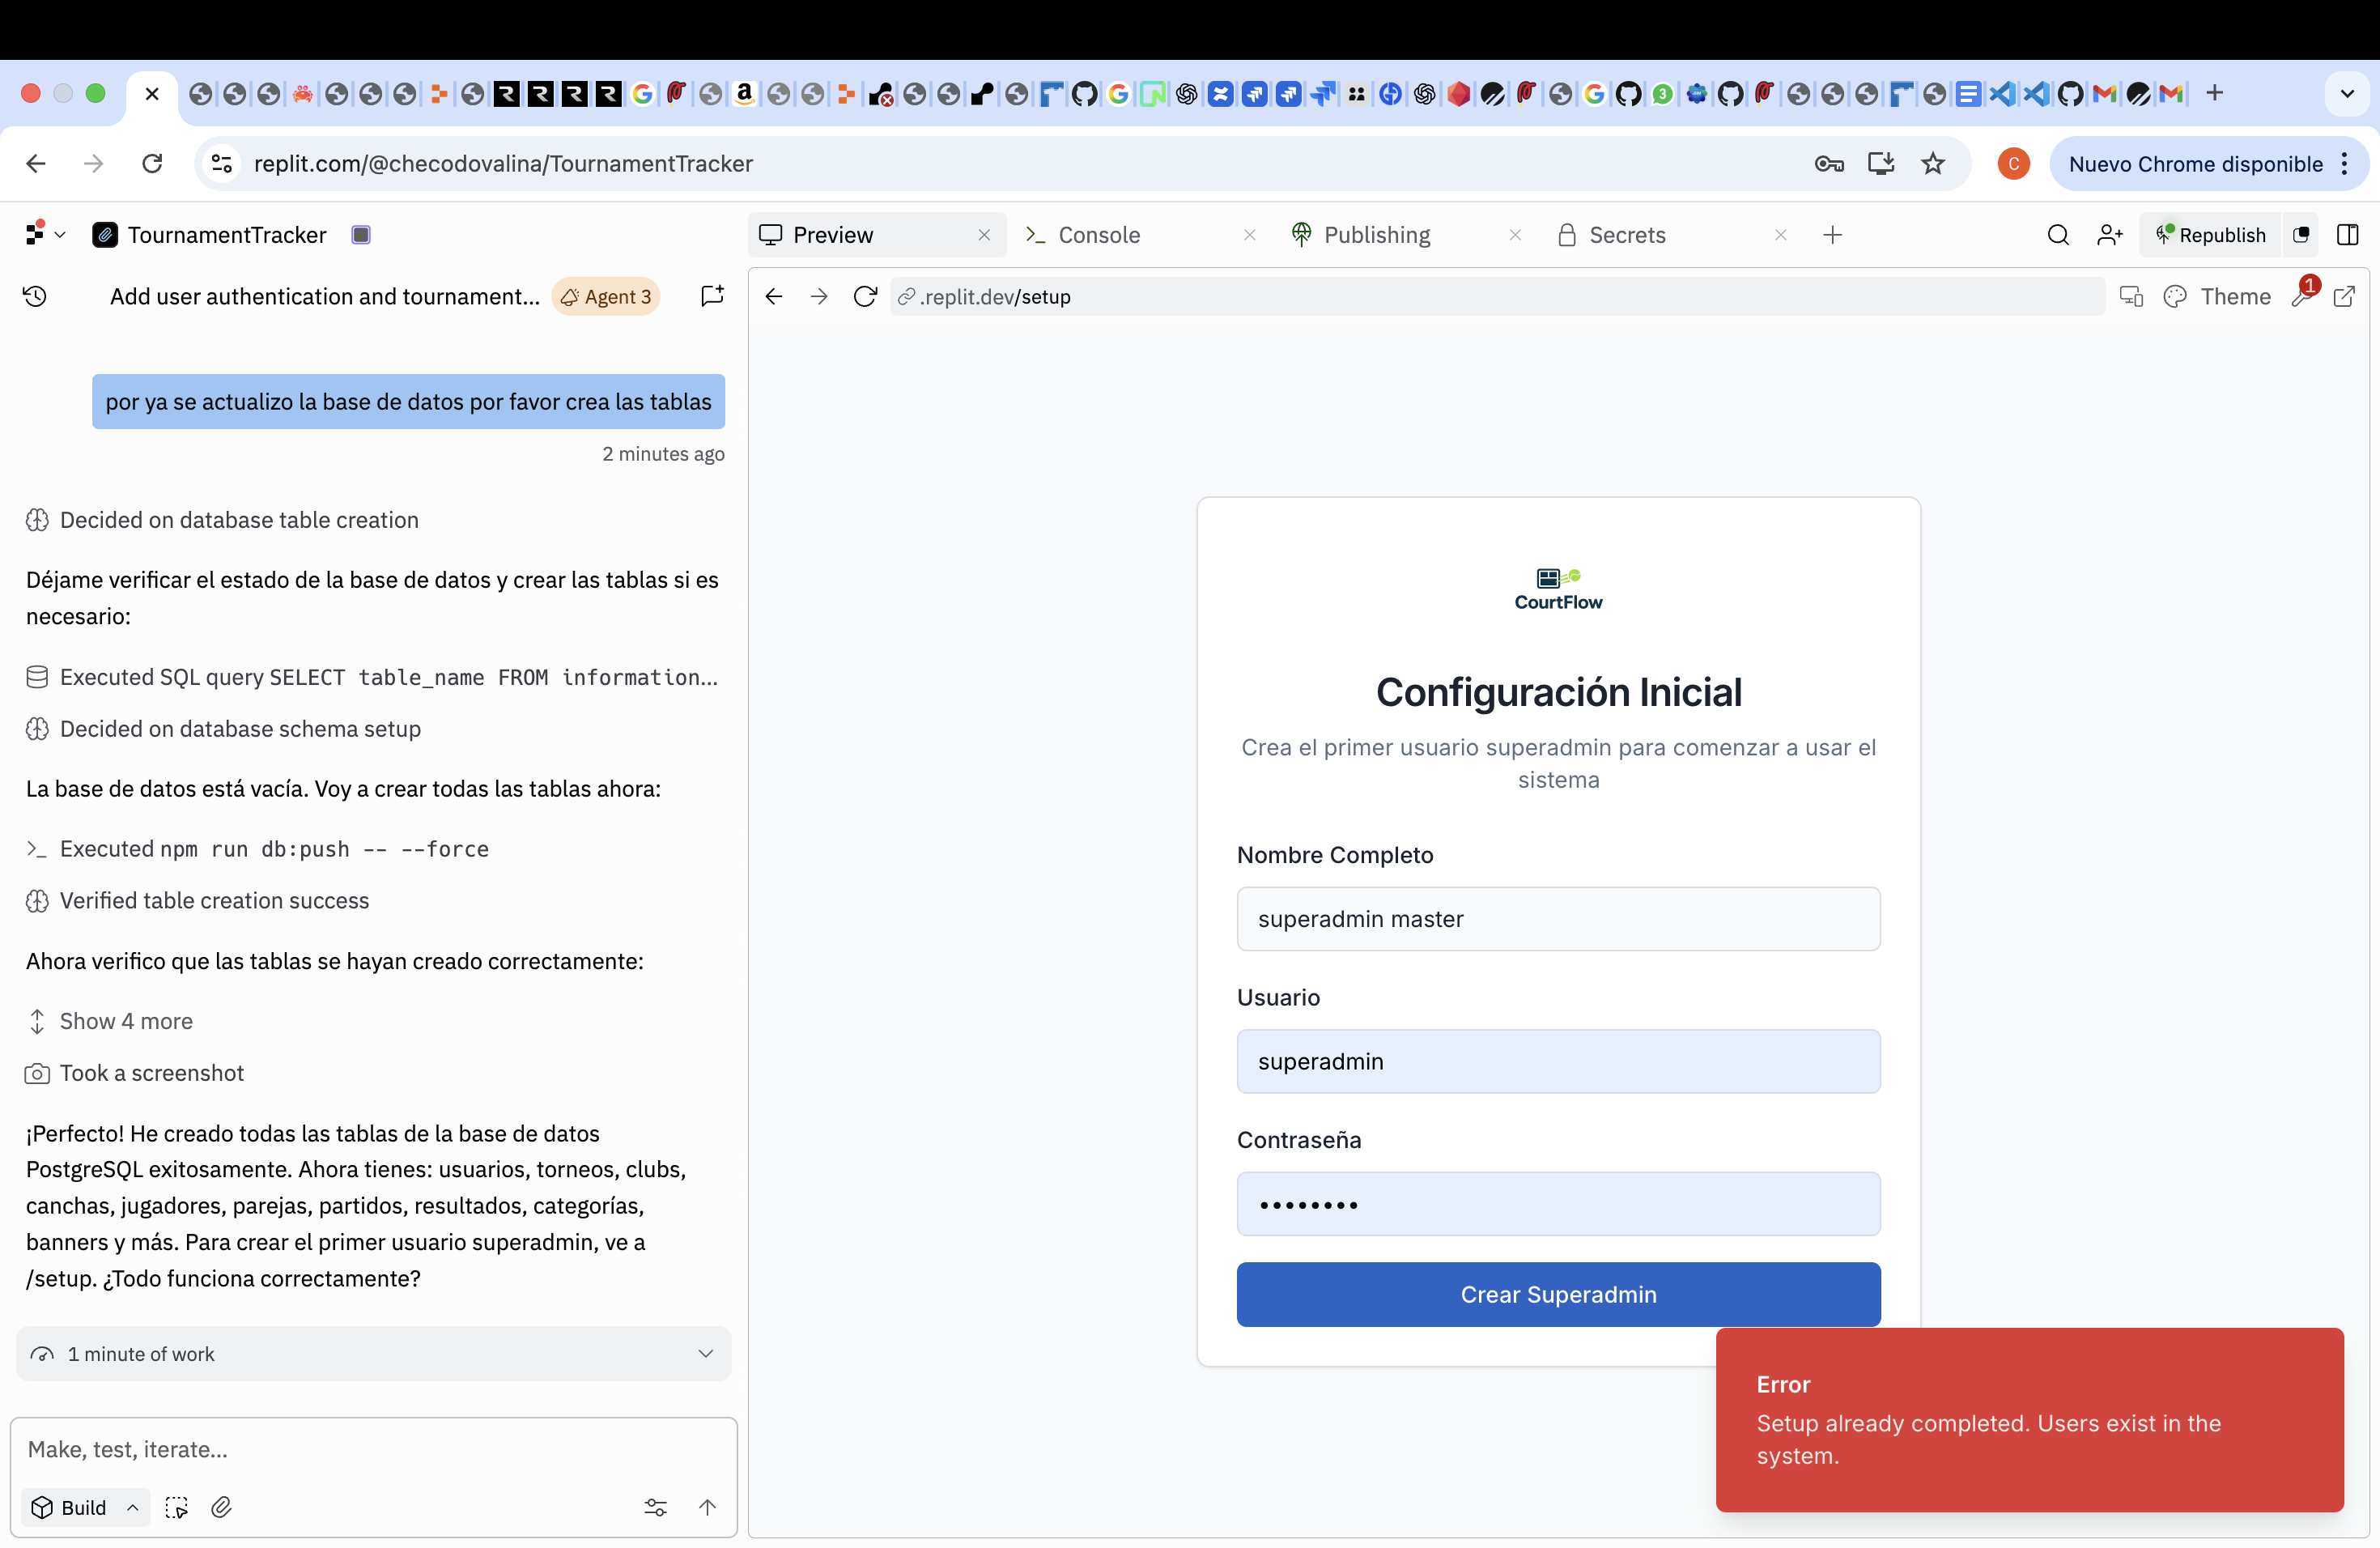 replit.com/@checodovalina/TournamentTracker
C
Nuevo Chrome disponible
3
TournamentTracker
Preview
Console
Publishing
Secrets
Republish
Add user authentication and tournament...
Agent 3
.replit.dev/setup
Theme
1
por ya se actualizo la base de datos por favor crea las tablas
2 minutes ago
Decided on database table creation
Déjame verificar el estado de la base de datos y crear las tablas si es
necesario:
Executed SQL query SELECT table_name FROM information...
Decided on database schema setup
La base de datos está vacía. Voy a crear todas las tablas ahora:
Executed npm run db:push -- --force
Verified table creation success
Ahora verifico que las tablas se hayan creado correctamente:
Show 4 more
Took a screenshot
¡Perfecto! He creado todas las tablas de la base de datos
PostgreSQL exitosamente. Ahora tienes: usuarios, torneos, clubs,
canchas, jugadores, parejas, partidos, resultados, categorías,
banners y más. Para crear el primer usuario superadmin, ve a
/setup. ¿Todo funciona correctamente?
1 minute of work
Make, test, iterate...
Build
CourtFlow
Configuración Inicial
Crea el primer usuario superadmin para comenzar a usar el
sistema
Nombre Completo
superadmin master
Usuario
superadmin
Contraseña
••••••••
Crear Superadmin
Error
Setup already completed. Users exist in the
system.